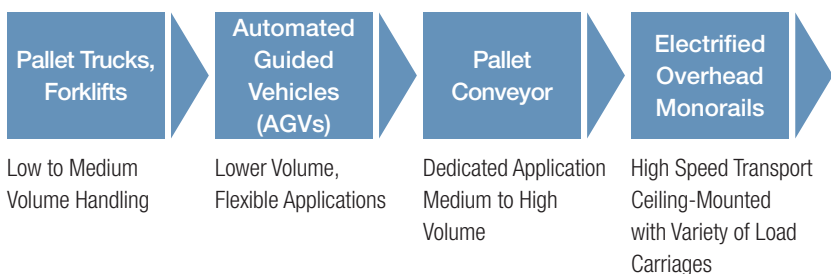 Pallet Trucks,
Forklifts
Automated
Guided
Vehicles
(AGVs)
Pallet
Conveyor
Electrified
Overhead
Monorails
Low to Medium
Volume Handling
Lower Volume,
Flexible Applications
Dedicated Application
Medium to High
Volume
High Speed Transport
Ceiling-Mounted
with Variety of Load
Carriages